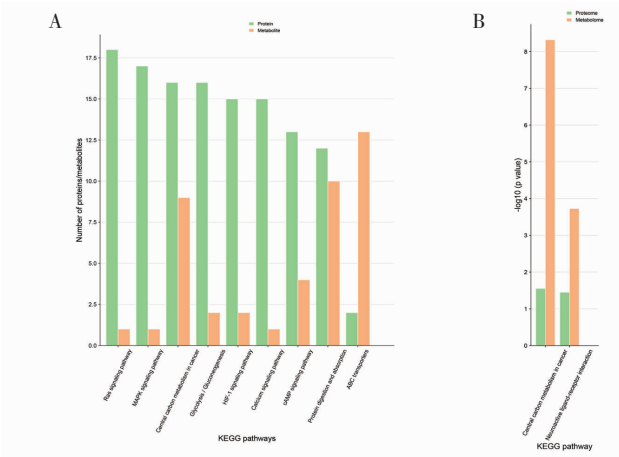 A
Protein
Metabolite
17.5
15.0
12.5
10.0
7.5
5.0
2.5
0.0
Number of proteins/metabolites
Ras signaling pathway
MAPK signaling pathway
Central carbon metabolism in cancer
Glycolysis / Gluconeogenesis
HIF-1 signaling pathway
Calcium signaling pathway
cAMP signaling pathway
Protein digestion and absorption
ABC transporters
KEGG pathways
B
Proteome
Metabolome
8
7
6
5
4
3
2
1
0
-log10 (p value)
Central carbon metabolism in cancer
Neuroactive ligand-receptor interaction
KEGG pathway